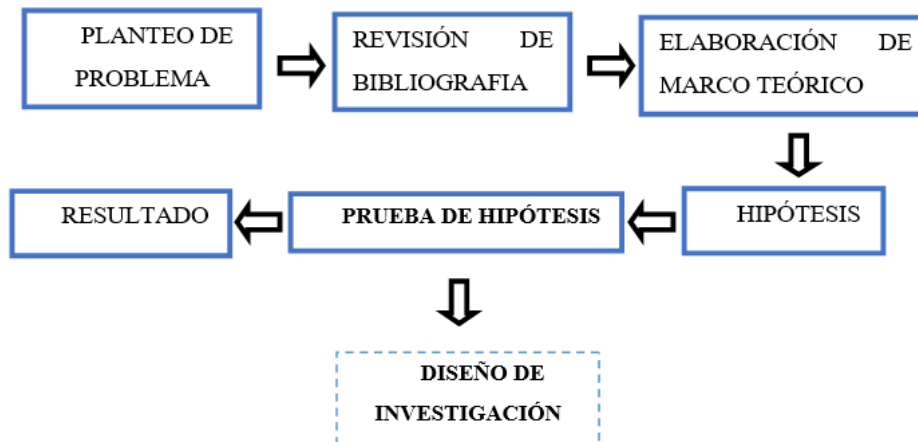 PLANTEO DE
PROBLEMA
REVISIÓN DE
BIBLIOGRAFIA
ELABORACIÓN DE
MARCO TEÓRICO
RESULTADO
PRUEBA DE HIPÓTESIS
HIPÓTESIS
DISEÑO DE
INVESTIGACIÓN